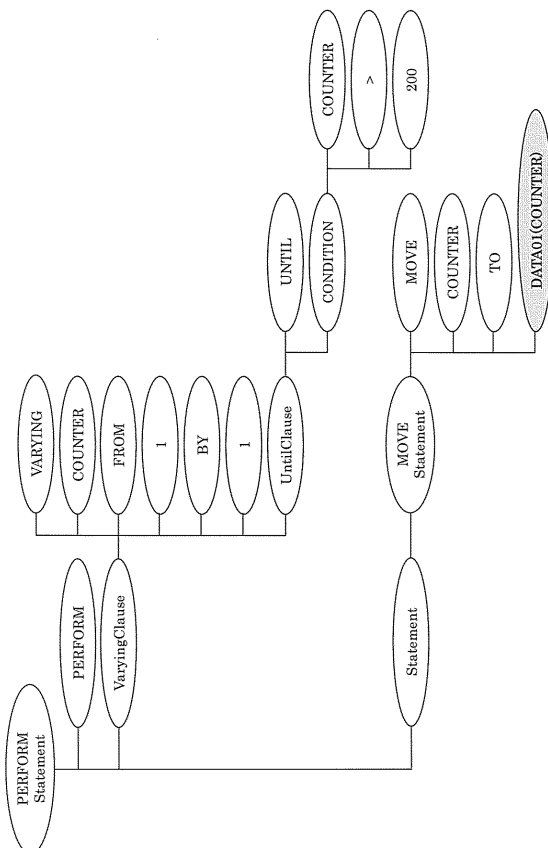 PERFORM
Statement
PERFORM
VaryingClause
VARYING
COUNTER
FROM
1
BY
1
UntilClause
UNTIL
CONDITION
COUNTER
>
200
Statement
MOVE
Statement
MOVE
COUNTER
TO
DATA01(COUNTER)